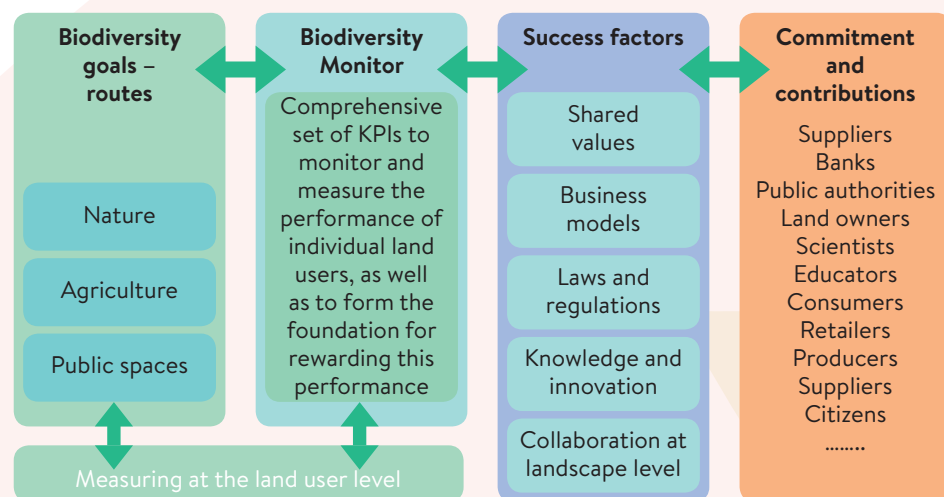 Biodiversity
goals –
routes
Nature
Agriculture
Public spaces
Biodiversity
Monitor
Comprehensive
set of KPIs to
monitor and
measure the
performance of
individual land
users, as well
as to form the
foundation for
rewarding this
performance
Measuring at the land user level
Success factors
Shared
values
Business
models
Laws and
regulations
Knowledge and
innovation
Collaboration at
landscape level
Commitment
and
contributions
Suppliers
Banks
Public authorities
Land owners
Scientists
Educators
Consumers
Retailers
Producers
Suppliers
Citizens
........